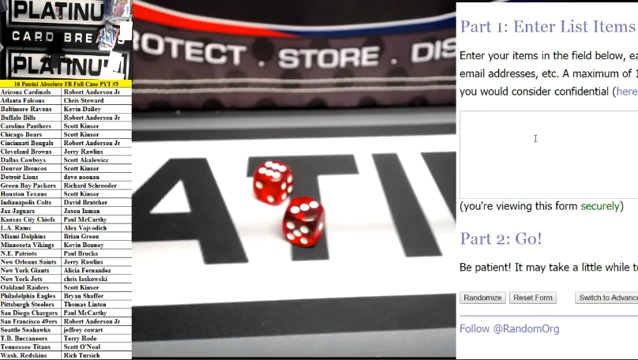 PLATINU
CARD BREA
PLATINU
16 Panini Absolute FB Full Case PYT #3
Arizona Cardinals Robert Anderson Jr
Atlanta Falcons Chris Steward
Baltimore Ravens Kevin Dailey
Buffalo Bills Robert Anderson Jr
Carolina Panthers Scott Kinser
Chicago Bears Scott Kinser
Cincinati Bengals Robert Anderson Jr
Cleveland Browns Jerry Rawlins
Dallas Cowboys Scott Akalewicz
Denver Broncos Scott Kinser
Detroit Lions dave noonan
Green Bay Packers Richard Schroeder
Houston Texans Scott Kinser
Indianapolis Colts David Bratcher
Jax Jaguars Jason Inman
Kansas City Chiefs Paul McCarthy
L.A. Rams Alex Vojvodich
Miami Dolphins Brian Green
Minnesota Vikings Kevin Bonney
N.E. Patriots Paul Brucks
New Orleans Saints Jerry Rawlins
New York Giants Alicia Fernandez
New York Jets chris laskowski
Oakland Raiders Scott Kinser
Philadelphia Eagles Bryan Shaffer
Pittsburgh Steelers Thomas Linton
San Diego Chargers Paul McCarthy
San Francisco 49ers Robert Anderson Jr
Seattle Seahawks jeffrey cowart
T.B. Buccaneers Terry Rode
Tennessee Titans Scott O'Neal
Wash. Redskins Rich Tursich
ROTECT . STORE . DIS
ATI
Part 1: Enter List Items
Enter your items in the field below, ea
email addresses, etc. A maximum of 1
you would consider confidential (here
(you're viewing this form securely)
Part 2: Go!
Be patient! It may take a little while to
Randomize Reset Form Switch to Advanc
Follow @RandomOrg